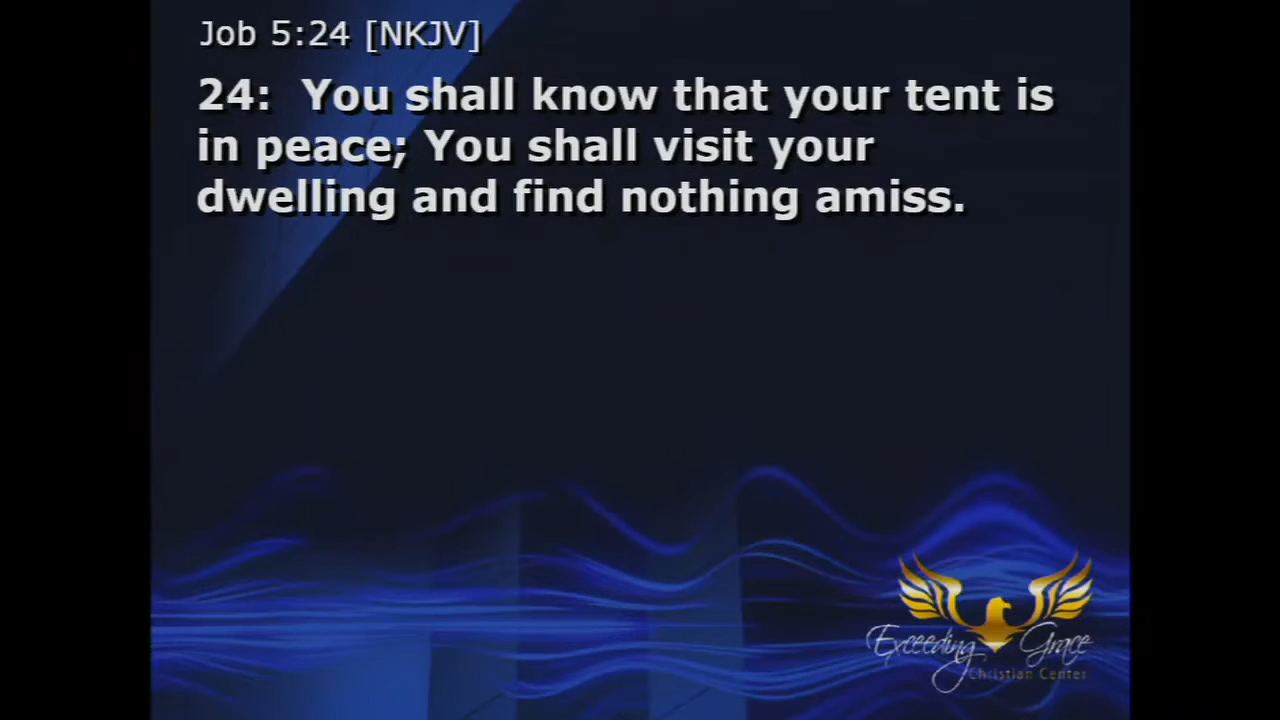 Job 5:24 [NKJV]
24: You shall know that your tent is
in peace; You shall visit your
dwelling and find nothing amiss.
Exceeding Grace
Christian Center